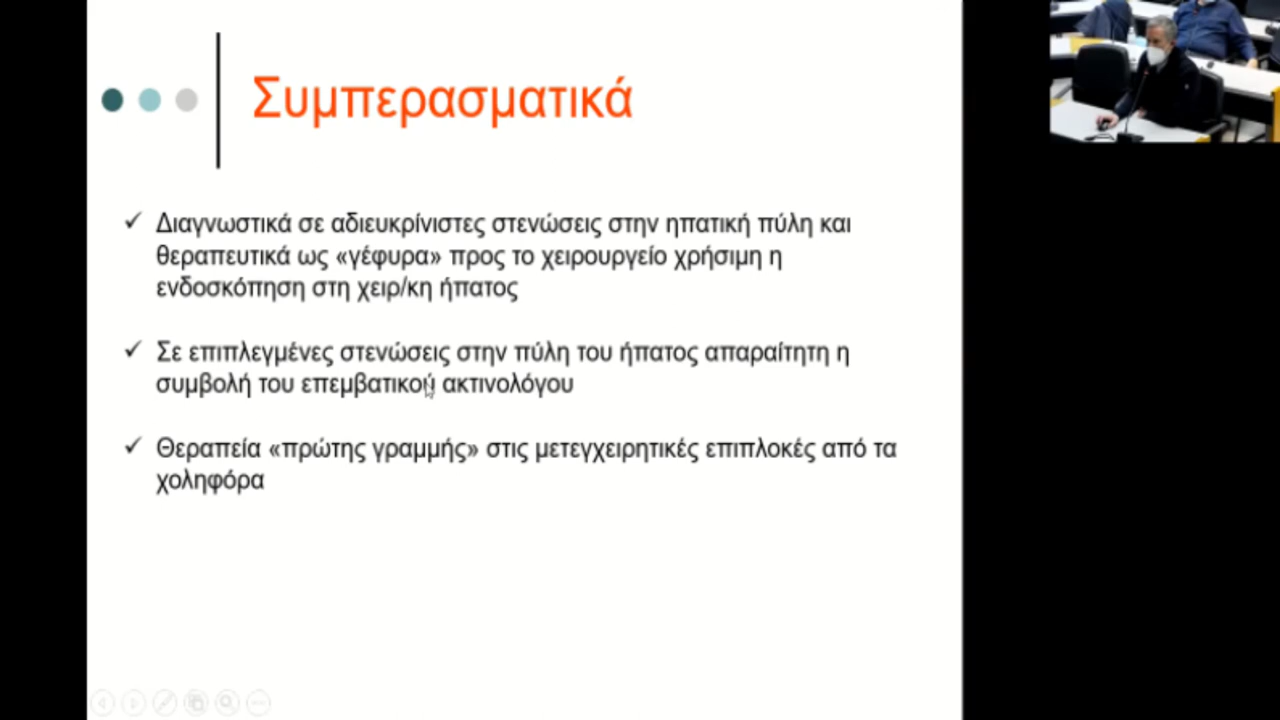 Συμπερασματικά
Διαγνωστικά σε αδιευκρίνιστες στενώσεις στην ηπατική πύλη και
θεραπευτικά ως «γέφυρα» προς το χειρουργείο χρήσιμη η
ενδοσκόπηση στη χειρ/κη ήπατος
Σε επιπλεγμένες στενώσεις στην πύλη του ήπατος απαραίτητη η
συμβολή του επεμβατικού ακτινολόγου
Θεραπεία «πρώτης γραμμής» στις μετεγχειρητικές επιπλοκές από τα
χοληφόρα